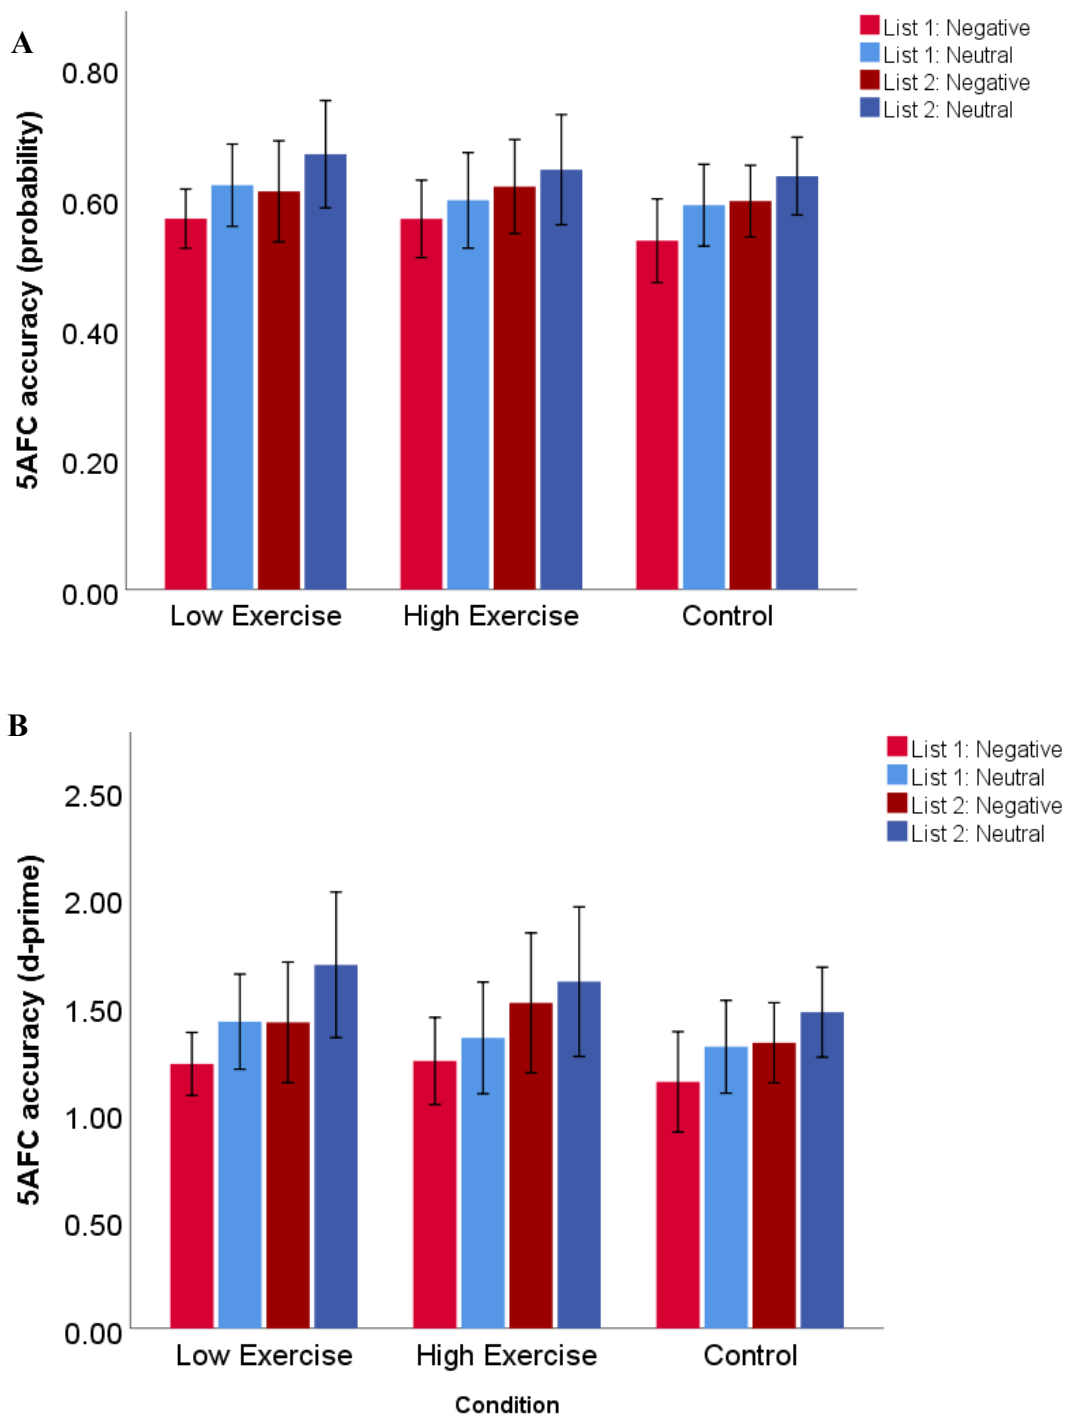 A
List 1: Negative
List 1: Neutral
List 2: Negative
List 2: Neutral
5AFC accuracy (probability)
0.80
0.60
0.40
0.20
0.00
Low Exercise High Exercise Control
B
List 1: Negative
List 1: Neutral
List 2: Negative
List 2: Neutral
5AFC accuracy (d-prime)
2.50
2.00
1.50
1.00
0.50
0.00
Low Exercise High Exercise Control
Condition